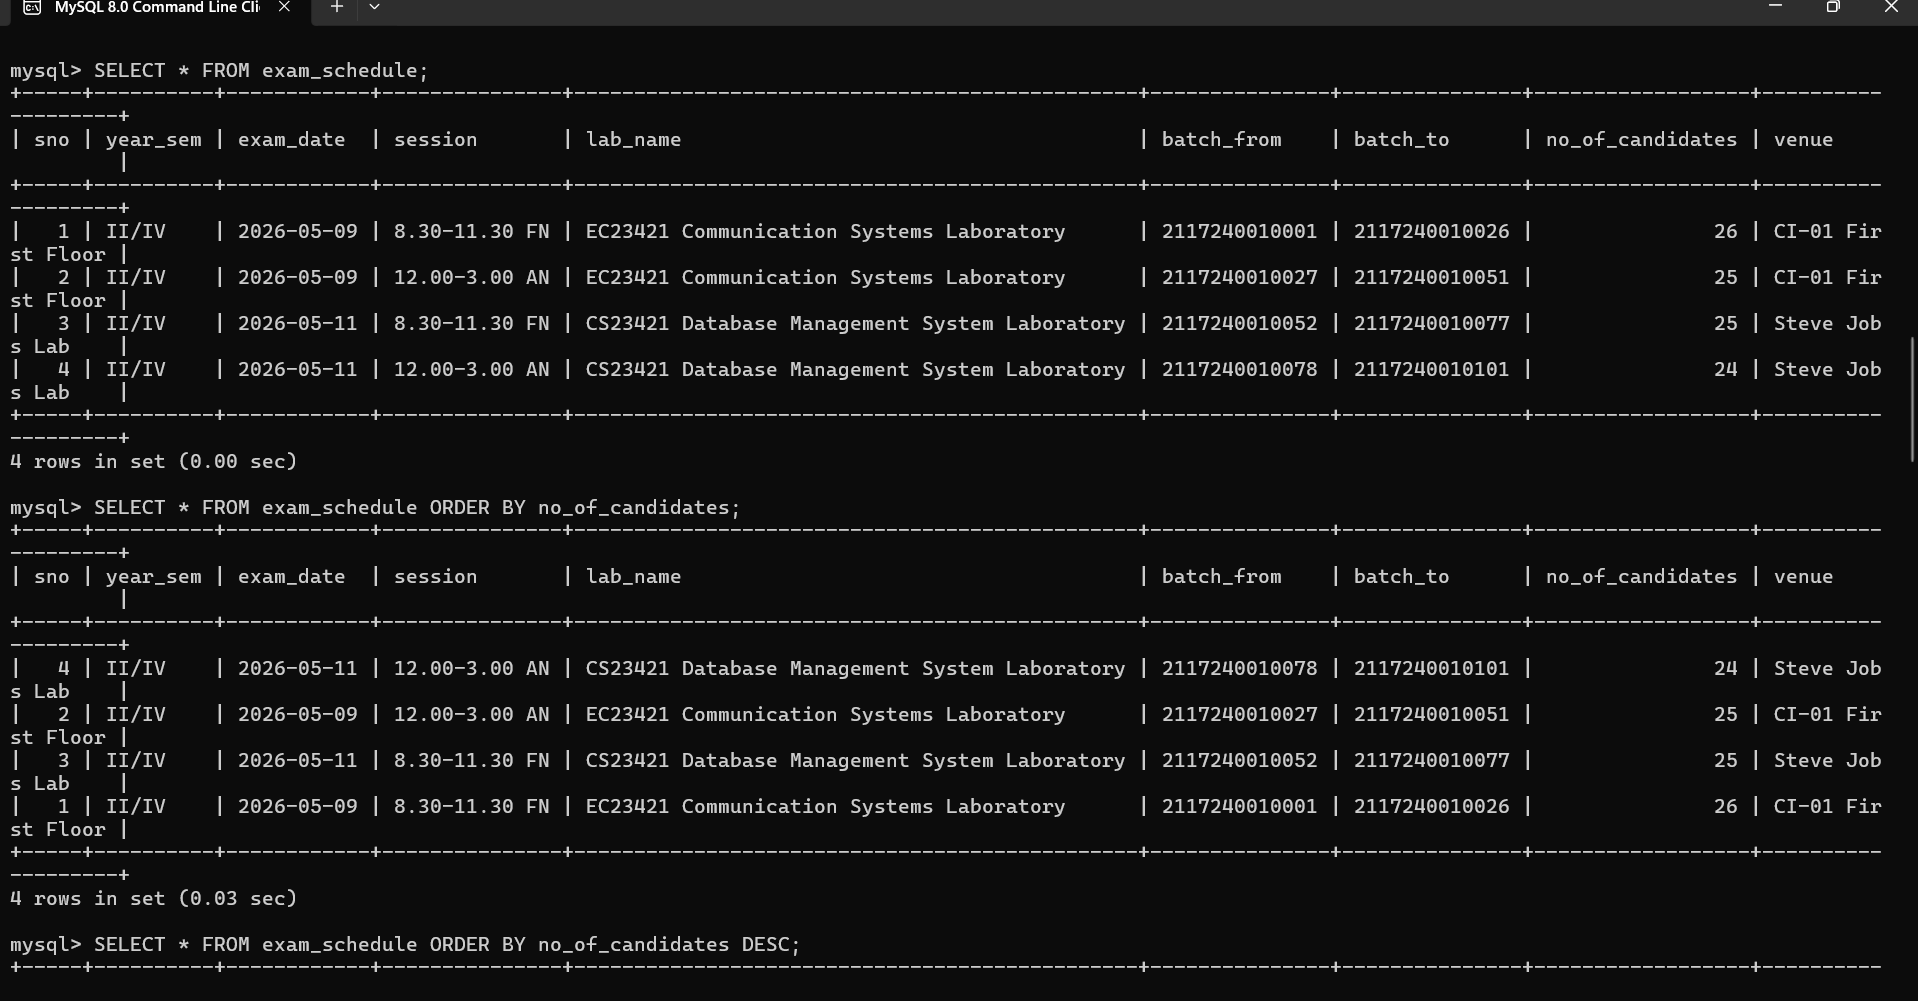 MySQL 8.0 Command Line Cli
mysql> SELECT * FROM exam_schedule;
+-----+----------+------------+---------------+-----------------------------------------------+---------------+---------------+------------------+----------
---------+
| sno | year_sem | exam_date  | session       | lab_name                                      | batch_from    | batch_to      | no_of_candidates | venue
         |
+-----+----------+------------+---------------+-----------------------------------------------+---------------+---------------+------------------+----------
---------+
|   1 | II/IV    | 2026-05-09 | 8.30-11.30 FN | EC23421 Communication Systems Laboratory      | 2117240010001 | 2117240010026 |               26 | CI-01 Fir
st Floor |
|   2 | II/IV    | 2026-05-09 | 12.00-3.00 AN | EC23421 Communication Systems Laboratory      | 2117240010027 | 2117240010051 |               25 | CI-01 Fir
st Floor |
|   3 | II/IV    | 2026-05-11 | 8.30-11.30 FN | CS23421 Database Management System Laboratory | 2117240010052 | 2117240010077 |               25 | Steve Job
s Lab    |
|   4 | II/IV    | 2026-05-11 | 12.00-3.00 AN | CS23421 Database Management System Laboratory | 2117240010078 | 2117240010101 |               24 | Steve Job
s Lab    |
+-----+----------+------------+---------------+-----------------------------------------------+---------------+---------------+------------------+----------
---------+
4 rows in set (0.00 sec)
mysql> SELECT * FROM exam_schedule ORDER BY no_of_candidates;
+-----+----------+------------+---------------+-----------------------------------------------+---------------+---------------+------------------+----------
---------+
| sno | year_sem | exam_date  | session       | lab_name                                      | batch_from    | batch_to      | no_of_candidates | venue
         |
+-----+----------+------------+---------------+-----------------------------------------------+---------------+---------------+------------------+----------
---------+
|   4 | II/IV    | 2026-05-11 | 12.00-3.00 AN | CS23421 Database Management System Laboratory | 2117240010078 | 2117240010101 |               24 | Steve Job
s Lab    |
|   2 | II/IV    | 2026-05-09 | 12.00-3.00 AN | EC23421 Communication Systems Laboratory      | 2117240010027 | 2117240010051 |               25 | CI-01 Fir
st Floor |
|   3 | II/IV    | 2026-05-11 | 8.30-11.30 FN | CS23421 Database Management System Laboratory | 2117240010052 | 2117240010077 |               25 | Steve Job
s Lab    |
|   1 | II/IV    | 2026-05-09 | 8.30-11.30 FN | EC23421 Communication Systems Laboratory      | 2117240010001 | 2117240010026 |               26 | CI-01 Fir
st Floor |
+-----+----------+------------+---------------+-----------------------------------------------+---------------+---------------+------------------+----------
---------+
4 rows in set (0.03 sec)
mysql> SELECT * FROM exam_schedule ORDER BY no_of_candidates DESC;
+-----+----------+------------+---------------+-----------------------------------------------+---------------+---------------+------------------+----------